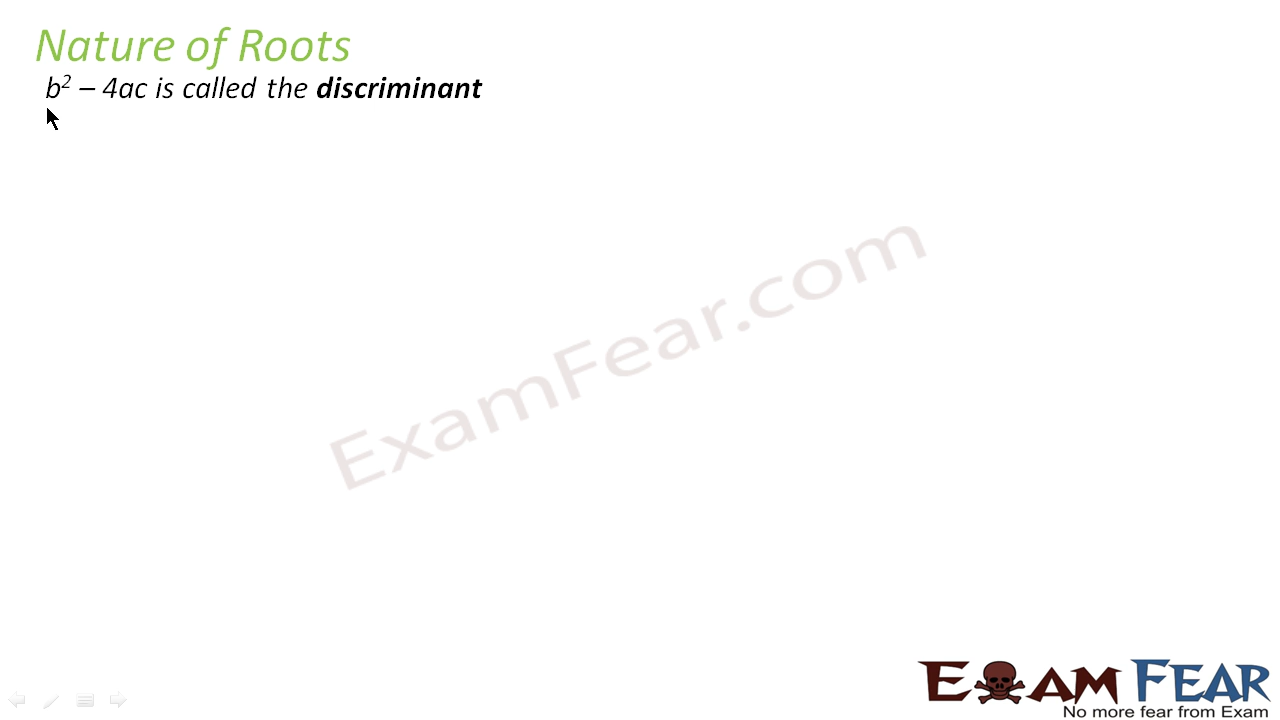 Nature of Roots
b² – 4ac is called the discriminant
ExamFear.com
EXAM FEAR
No more fear from Exam